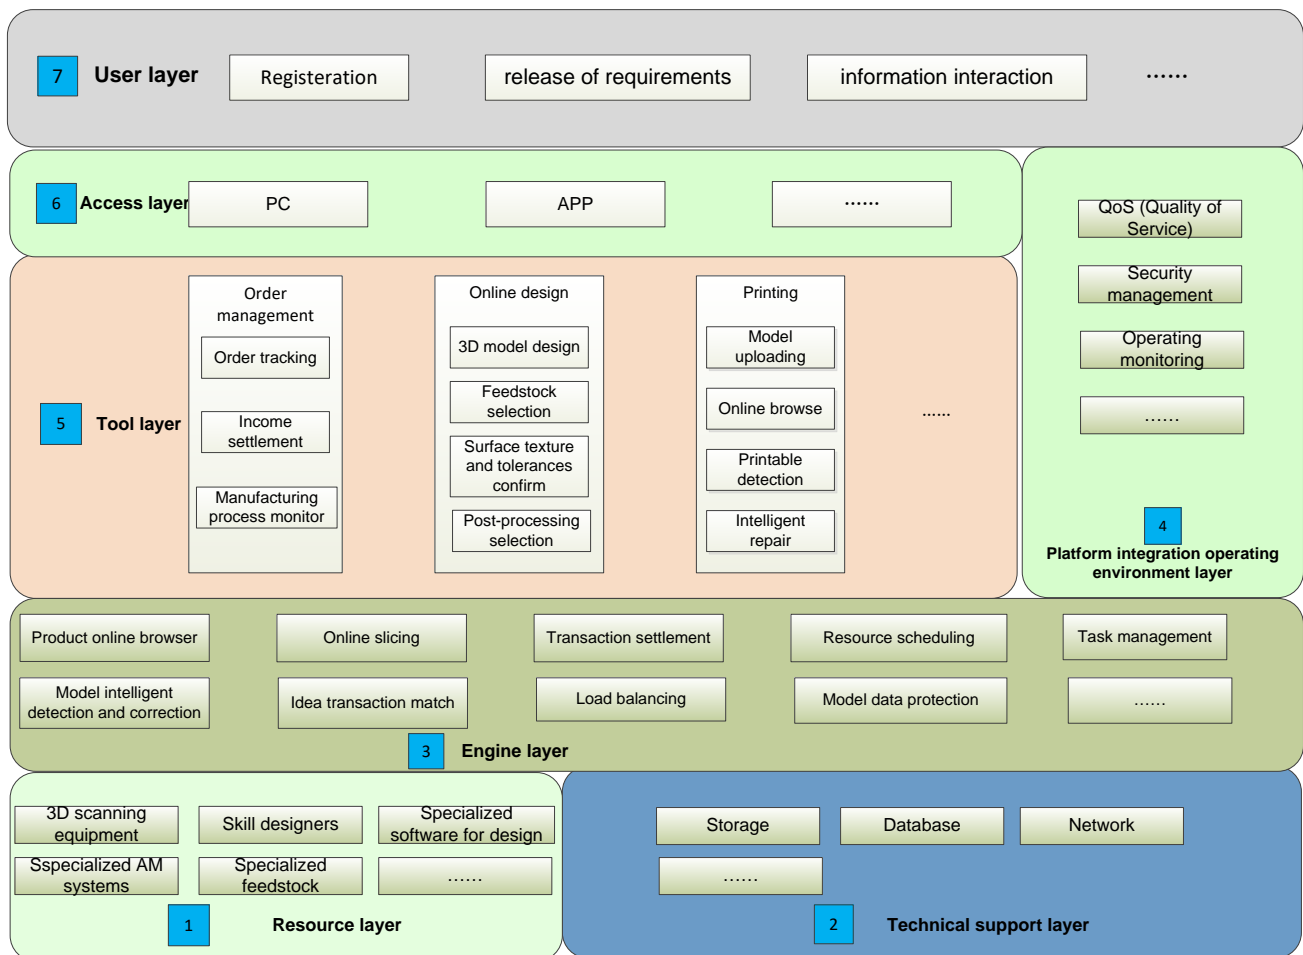 7
User layer
Registeration
release of requirements
information interaction
......
6
Access layer
PC
APP
......
QoS (Quality of
Service)
Security
management
Operating
monitoring
......
4
Platform integration operating
environment layer
5
Tool layer
Order
management
Order tracking
Income
settlement
Manufacturing
process monitor
Online design
3D model design
Feedstock
selection
Surface texture
and tolerances
confirm
Post-processing
selection
Printing
Model
uploading
Online browse
Printable
detection
Intelligent
repair
......
Product online browser
Online slicing
Transaction settlement
Resource scheduling
Task management
Model intelligent
detection and correction
Idea transaction match
Load balancing
Model data protection
......
3
Engine layer
3D scanning
equipment
Skill designers
Specialized
software for design
Sspecialized AM
systems
Specialized
feedstock
......
1
Resource layer
Storage
Database
Network
......
2
Technical support layer